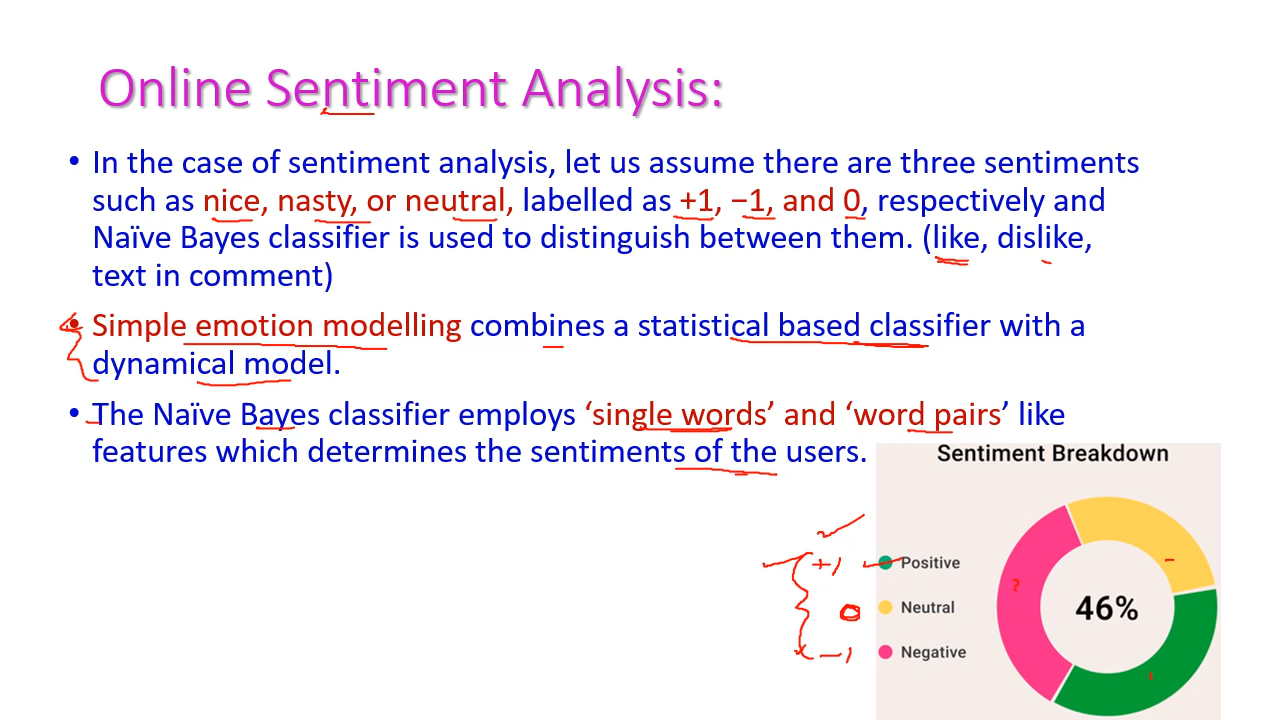 Online Sentiment Analysis:
• In the case of sentiment analysis, let us assume there are three sentiments
such as nice, nasty, or neutral, labelled as +1, −1, and 0, respectively and
Naïve Bayes classifier is used to distinguish between them. (like, dislike,
text in comment)
• Simple emotion modelling combines a statistical based classifier with a
dynamical model.
• The Naïve Bayes classifier employs ‘single words’ and ‘word pairs’ like
features which determines the sentiments of the users.
Sentiment Breakdown
+1
Positive
0
Neutral
46%
−1
Negative